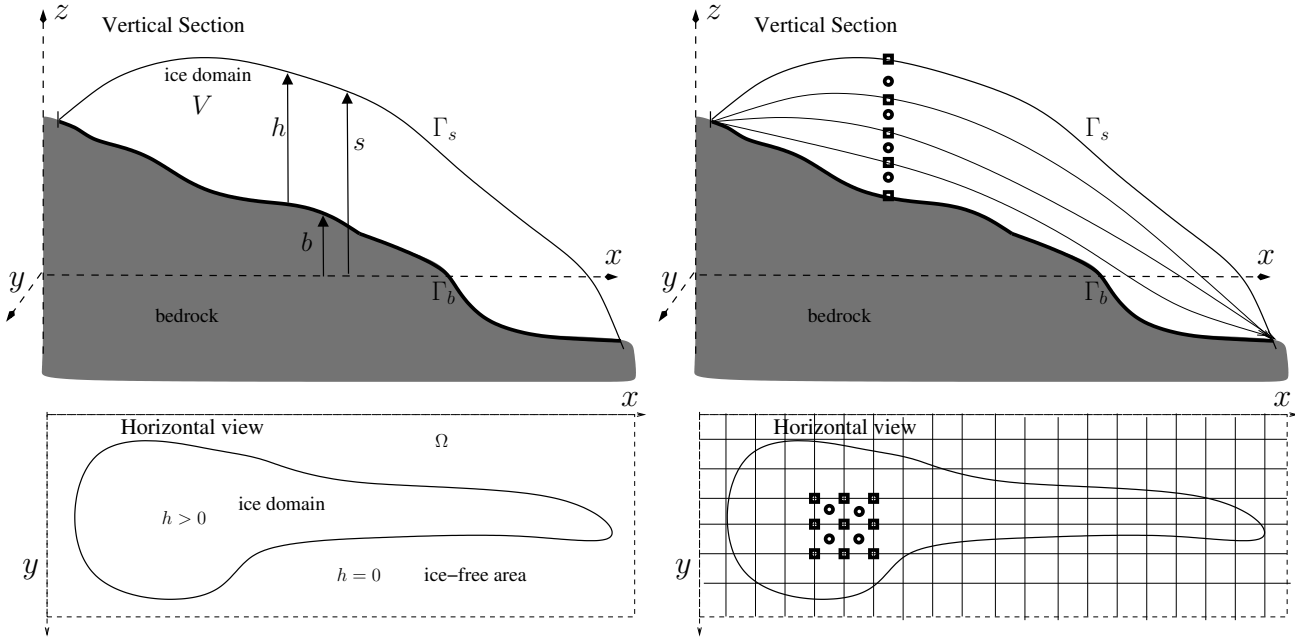 z
Vertical Section
ice domain
V
h
s
Γ_s
b
x
y
Γ_b
bedrock
x
Horizontal view
Ω
ice domain
h > 0
y
h = 0
ice−free area
z
Vertical Section
Γ_s
x
y
Γ_b
bedrock
x
Horizontal view
y